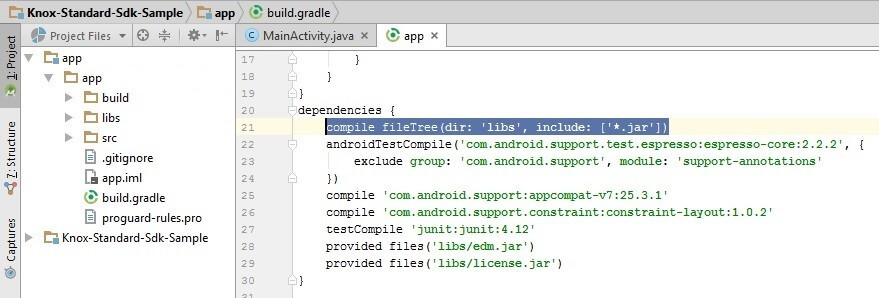 Knox-Standard-Sdk-Sample app build.gradle
1: Project
7: Structure
Captures
Project Files
app
app
build
libs
src
.gitignore
app.iml
build.gradle
proguard-rules.pro
Knox-Standard-Sdk-Sample
MainActivity.java × app ×
17 }
18 }
19 }
20 dependencies {
21 compile fileTree(dir: 'libs', include: ['*.jar'])
22 androidTestCompile('com.android.support.test.espresso:espresso-core:2.2.2', {
23 exclude group: 'com.android.support', module: 'support-annotations'
24 })
25 compile 'com.android.support:appcompat-v7:25.3.1'
26 compile 'com.android.support.constraint:constraint-layout:1.0.2'
27 testCompile 'junit:junit:4.12'
28 provided files('libs/edm.jar')
29 provided files('libs/license.jar')
30 }